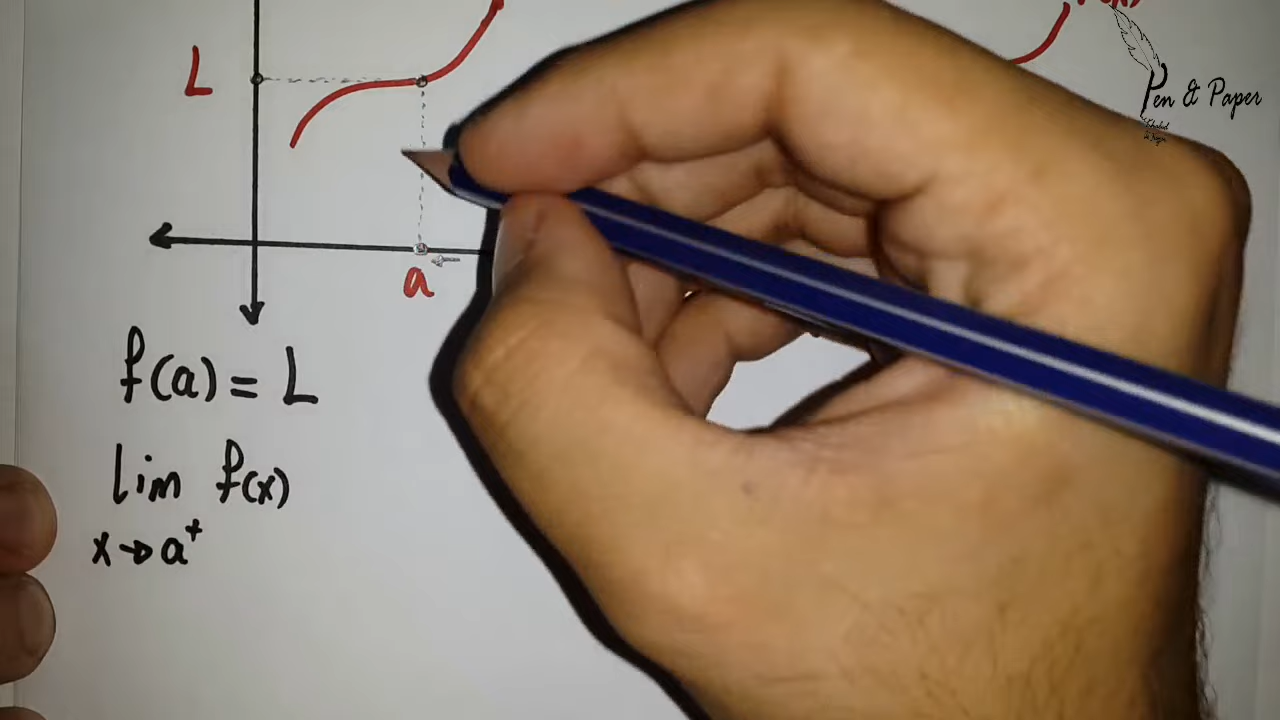 L
Pen & Paper
a
f(a) = L
lim f(x)
x→a⁺